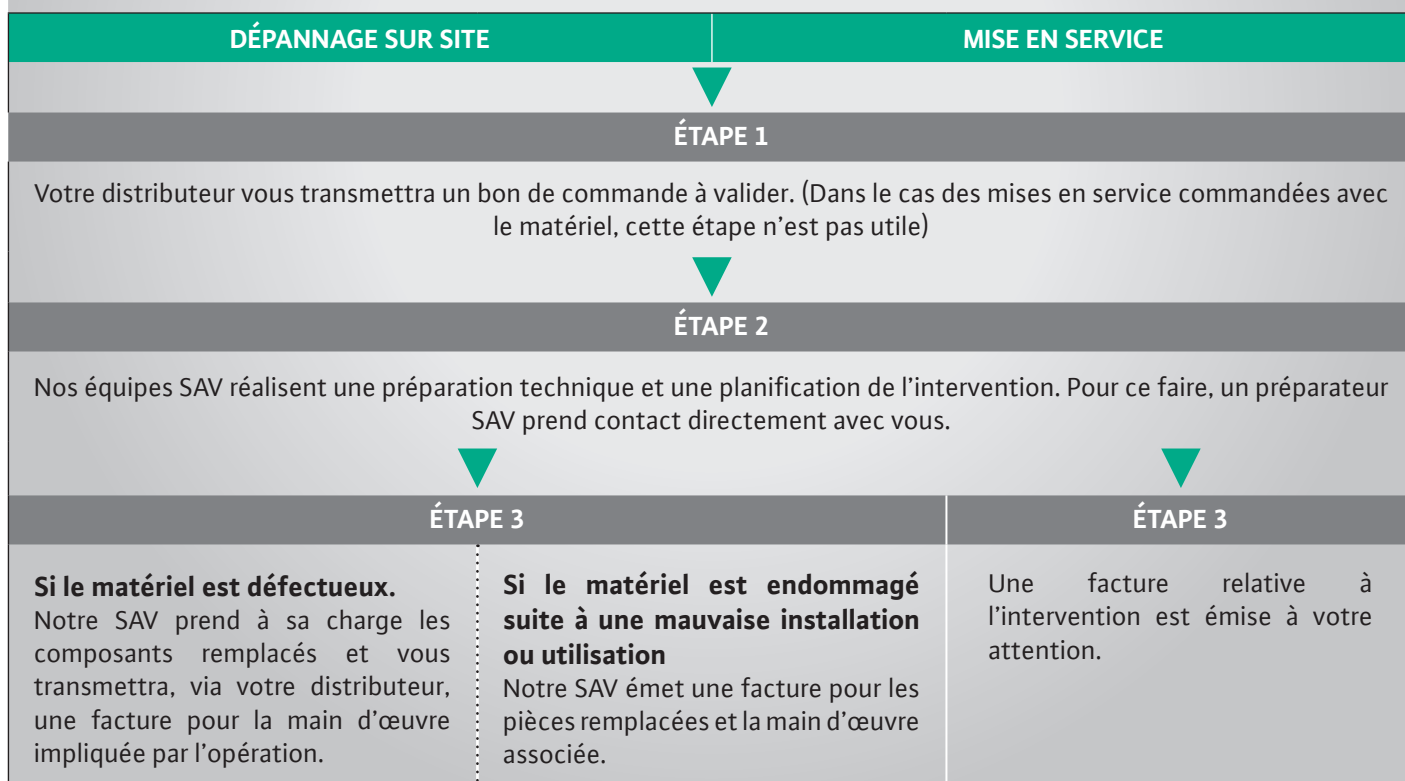 DÉPANNAGE SUR SITE
MISE EN SERVICE
ÉTAPE 1
Votre distributeur vous transmettra un bon de commande à valider. (Dans le cas des mises en service commandées avec
le matériel, cette étape n’est pas utile)
ÉTAPE 2
Nos équipes SAV réalisent une préparation technique et une planification de l’intervention. Pour ce faire, un préparateur
SAV prend contact directement avec vous.
ÉTAPE 3
Si le matériel est défectueux.
Notre SAV prend à sa charge les
composants remplacés et vous
transmettra, via votre distributeur,
une facture pour la main d’œuvre
impliquée par l’opération.
Si le matériel est endommagé
suite à une mauvaise installation
ou utilisation
Notre SAV émet une facture pour les
pièces remplacées et la main d’œuvre
associée.
ÉTAPE 3
Une facture relative à
l’intervention est émise à votre
attention.